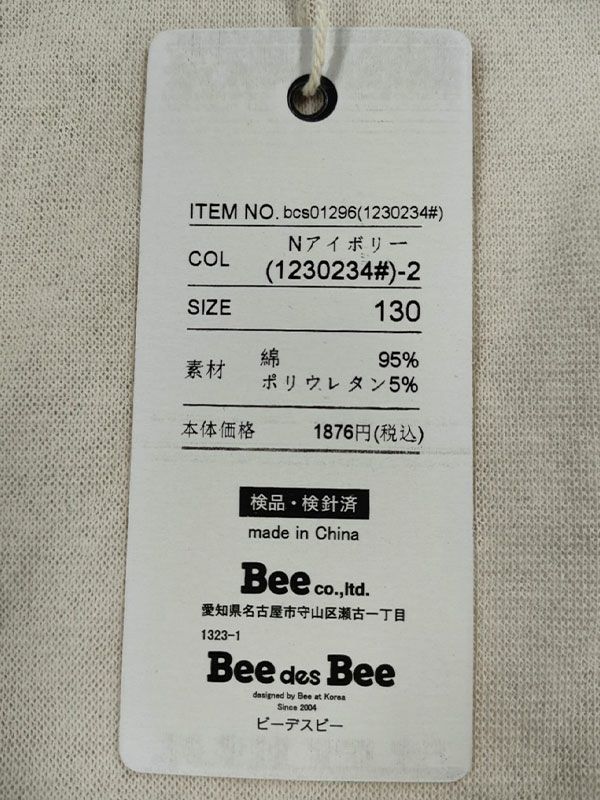 ITEM NO. bcs01296(1230234#)
COL Nアイボリー
(1230234#)-2
SIZE 130
素材 綿 95%
ポリウレタン5%
本体価格 1876円(税込)
検品・検針済
made in China
Bee co.,ltd.
愛知県名古屋市守山区瀬古一丁目
1323-1
Bee des Bee
designed by Bee at Korea
Since 2004
ビーデスビー